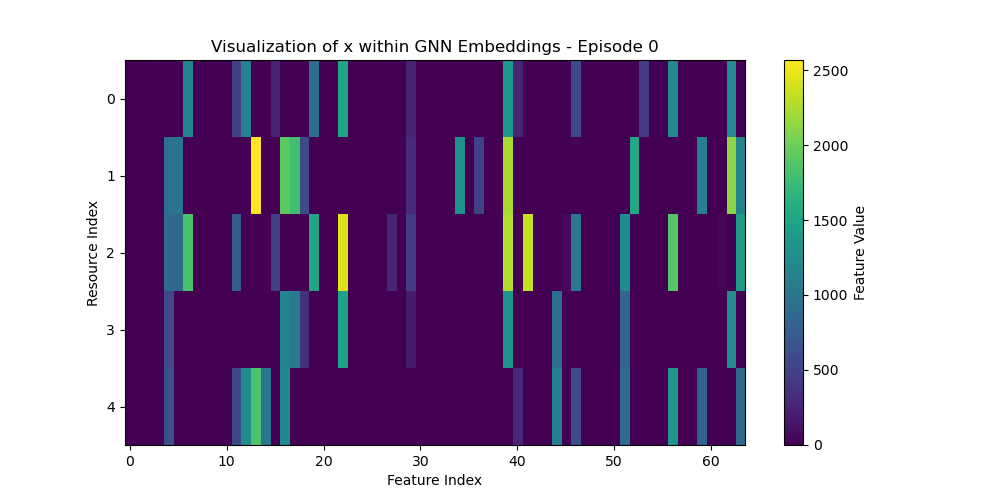 Visualization of x within GNN Embeddings - Episode 0
Resource Index
0
1
2
3
4
0 10 20 30 40 50 60
Feature Index
2500
2000
1500
1000
500
0
Feature Value